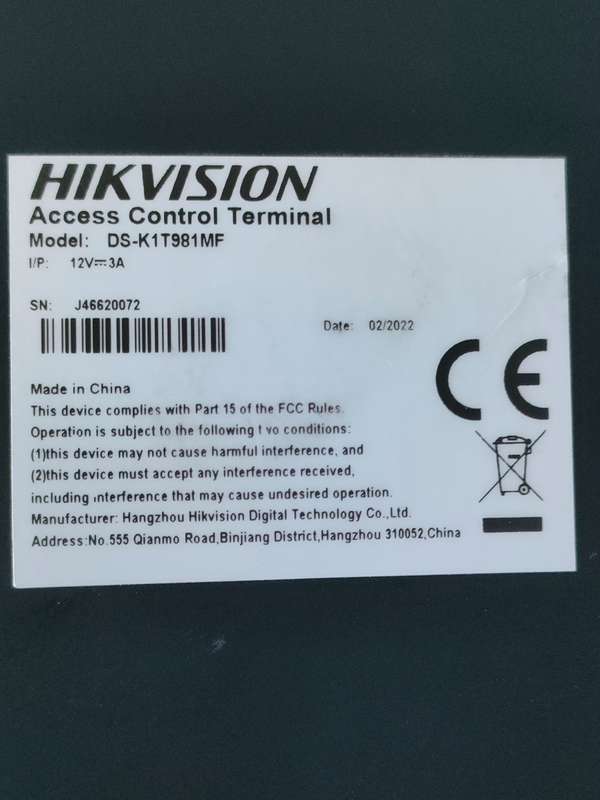 HIKVISION
Access Control Terminal
Model: DS-K1T981MF
I/P: 12V⎓3A
SN: J46620072
Date: 02/2022
CE
Made in China
This device complies with Part 15 of the FCC Rules.
Operation is subject to the following two conditions:
(1)this device may not cause harmful interference, and
(2)this device must accept any interference received,
including interference that may cause undesired operation.
Manufacturer: Hangzhou Hikvision Digital Technology Co.,Ltd.
Address:No.555 Qianmo Road,Binjiang District,Hangzhou 310052,China